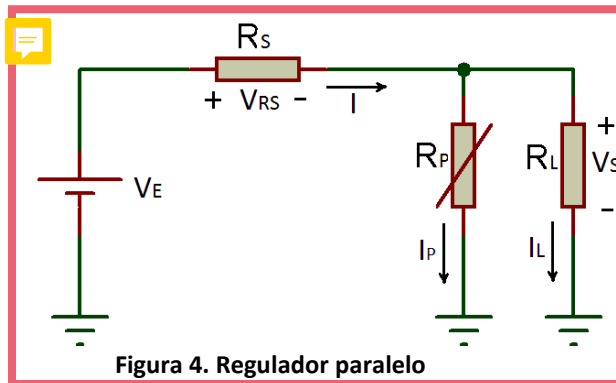 RS
+ VRS - I
RP RL + VS -
VE
IP IL
Figura 4. Regulador paralelo